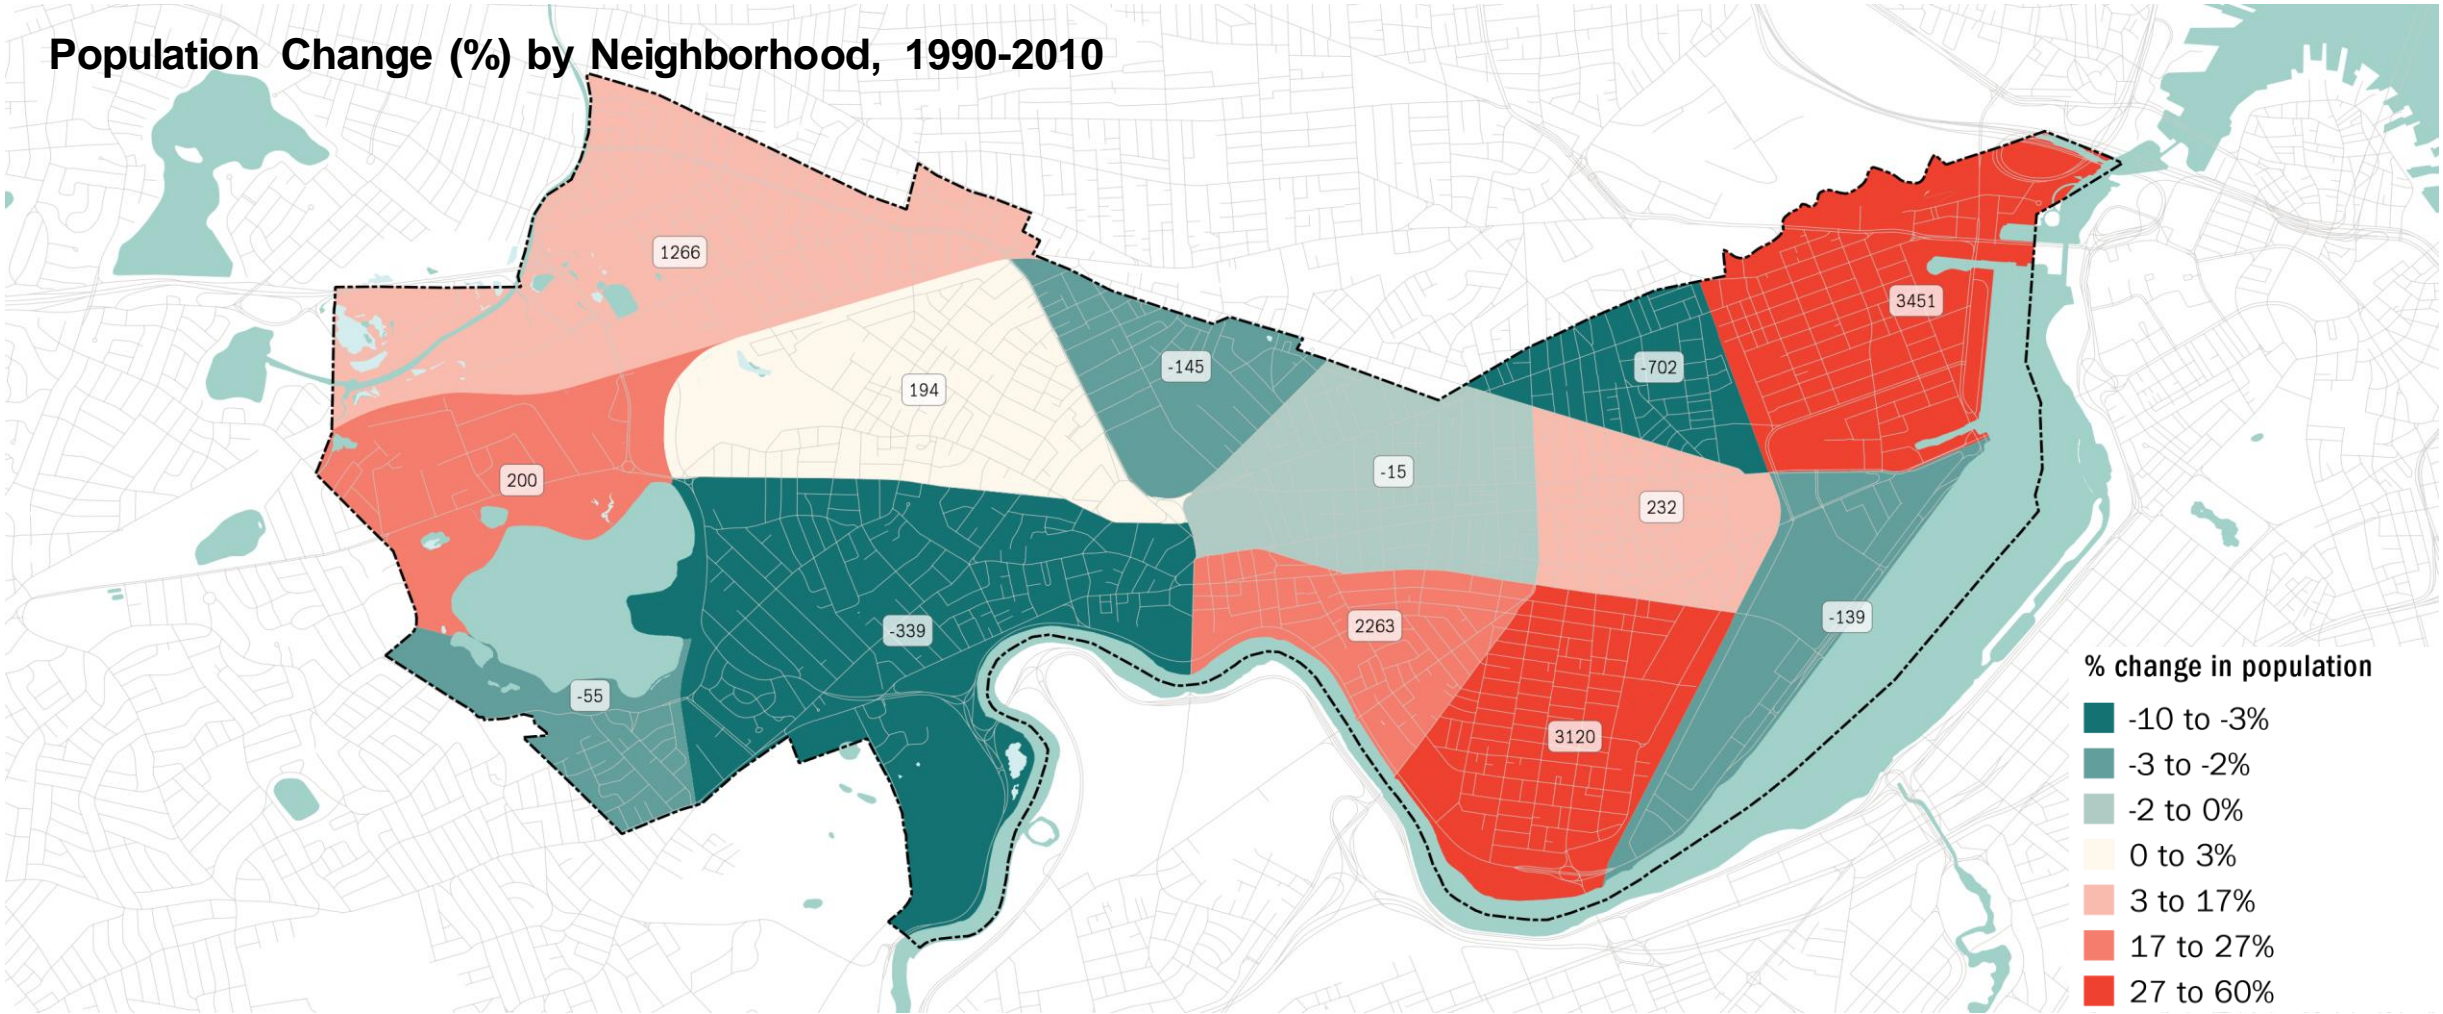 Population Change (%) by Neighborhood, 1990-2010
1266
3451
-702
-145
194
-15
200
232
-139
2263
-339
-55
3120
% change in population
-10 to -3%
-3 to -2%
-2 to 0%
0 to 3%
3 to 17%
17 to 27%
27 to 60%